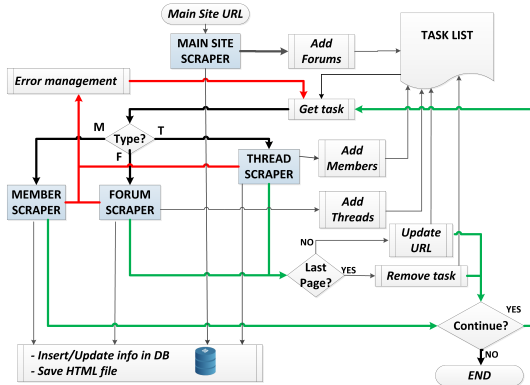 Main Site URL
MAIN SITE
SCRAPER
Add
Forums
TASK LIST
Error management
Get task
M
Type?
T
F
THREAD
SCRAPER
Add
Members
MEMBER
SCRAPER
FORUM
SCRAPER
Add
Threads
Update
URL
NO
Last
Page?
YES
Remove task
YES
Continue?
NO
- Insert/Update info in DB
- Save HTML file
END